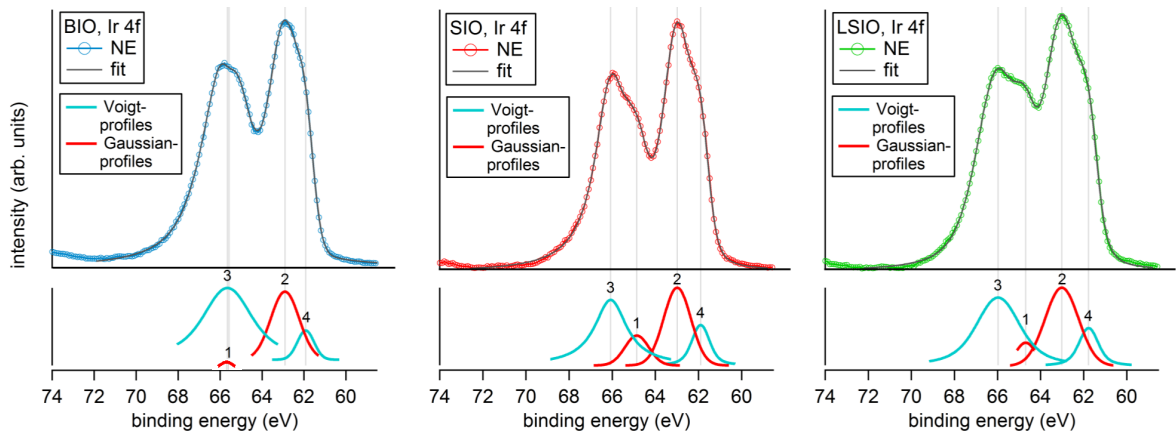 BIO, Ir 4f
NE
fit
Voigt-
profiles
Gaussian-
profiles
intensity (arb. units)
3
2
4
1
74 72 70 68 66 64 62 60
binding energy (eV)
SIO, Ir 4f
NE
fit
Voigt-
profiles
Gaussian-
profiles
3
2
1
4
74 72 70 68 66 64 62 60
binding energy (eV)
LSIO, Ir 4f
NE
fit
Voigt-
profiles
Gaussian-
profiles
3
2
1
4
74 72 70 68 66 64 62 60
binding energy (eV)